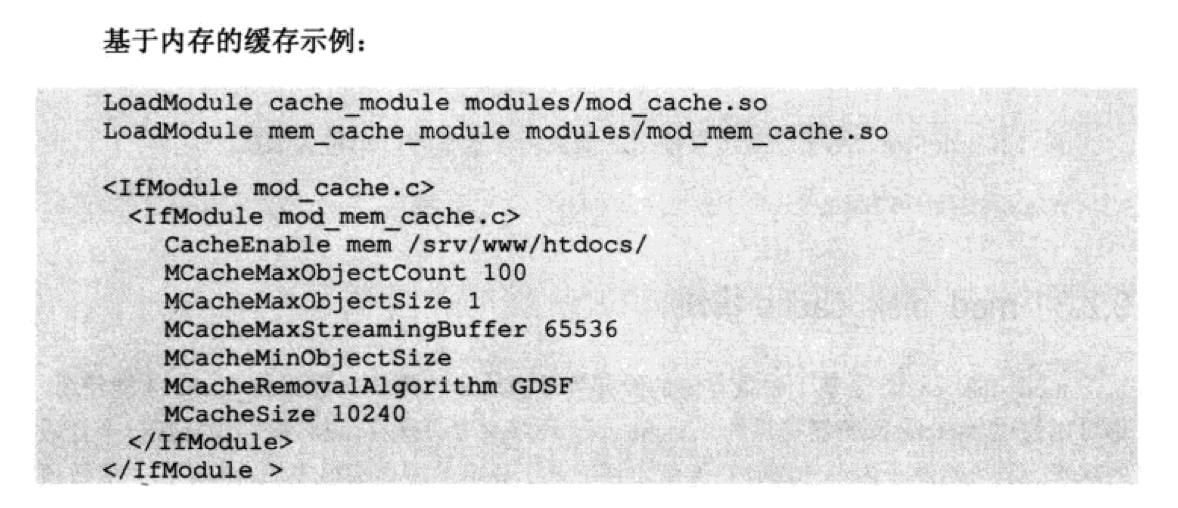 基于内存的缓存示例：
LoadModule cache_module modules/mod_cache.so
LoadModule mem_cache_module modules/mod_mem_cache.so
<IfModule mod_cache.c>
<IfModule mod_mem_cache.c>
CacheEnable mem /srv/www/htdocs/
MCacheMaxObjectCount 100
MCacheMaxObjectSize 1
MCacheMaxStreamingBuffer 65536
MCacheMinObjectSize
MCacheRemovalAlgorithm GDSF
MCacheSize 10240
</IfModule>
</IfModule >